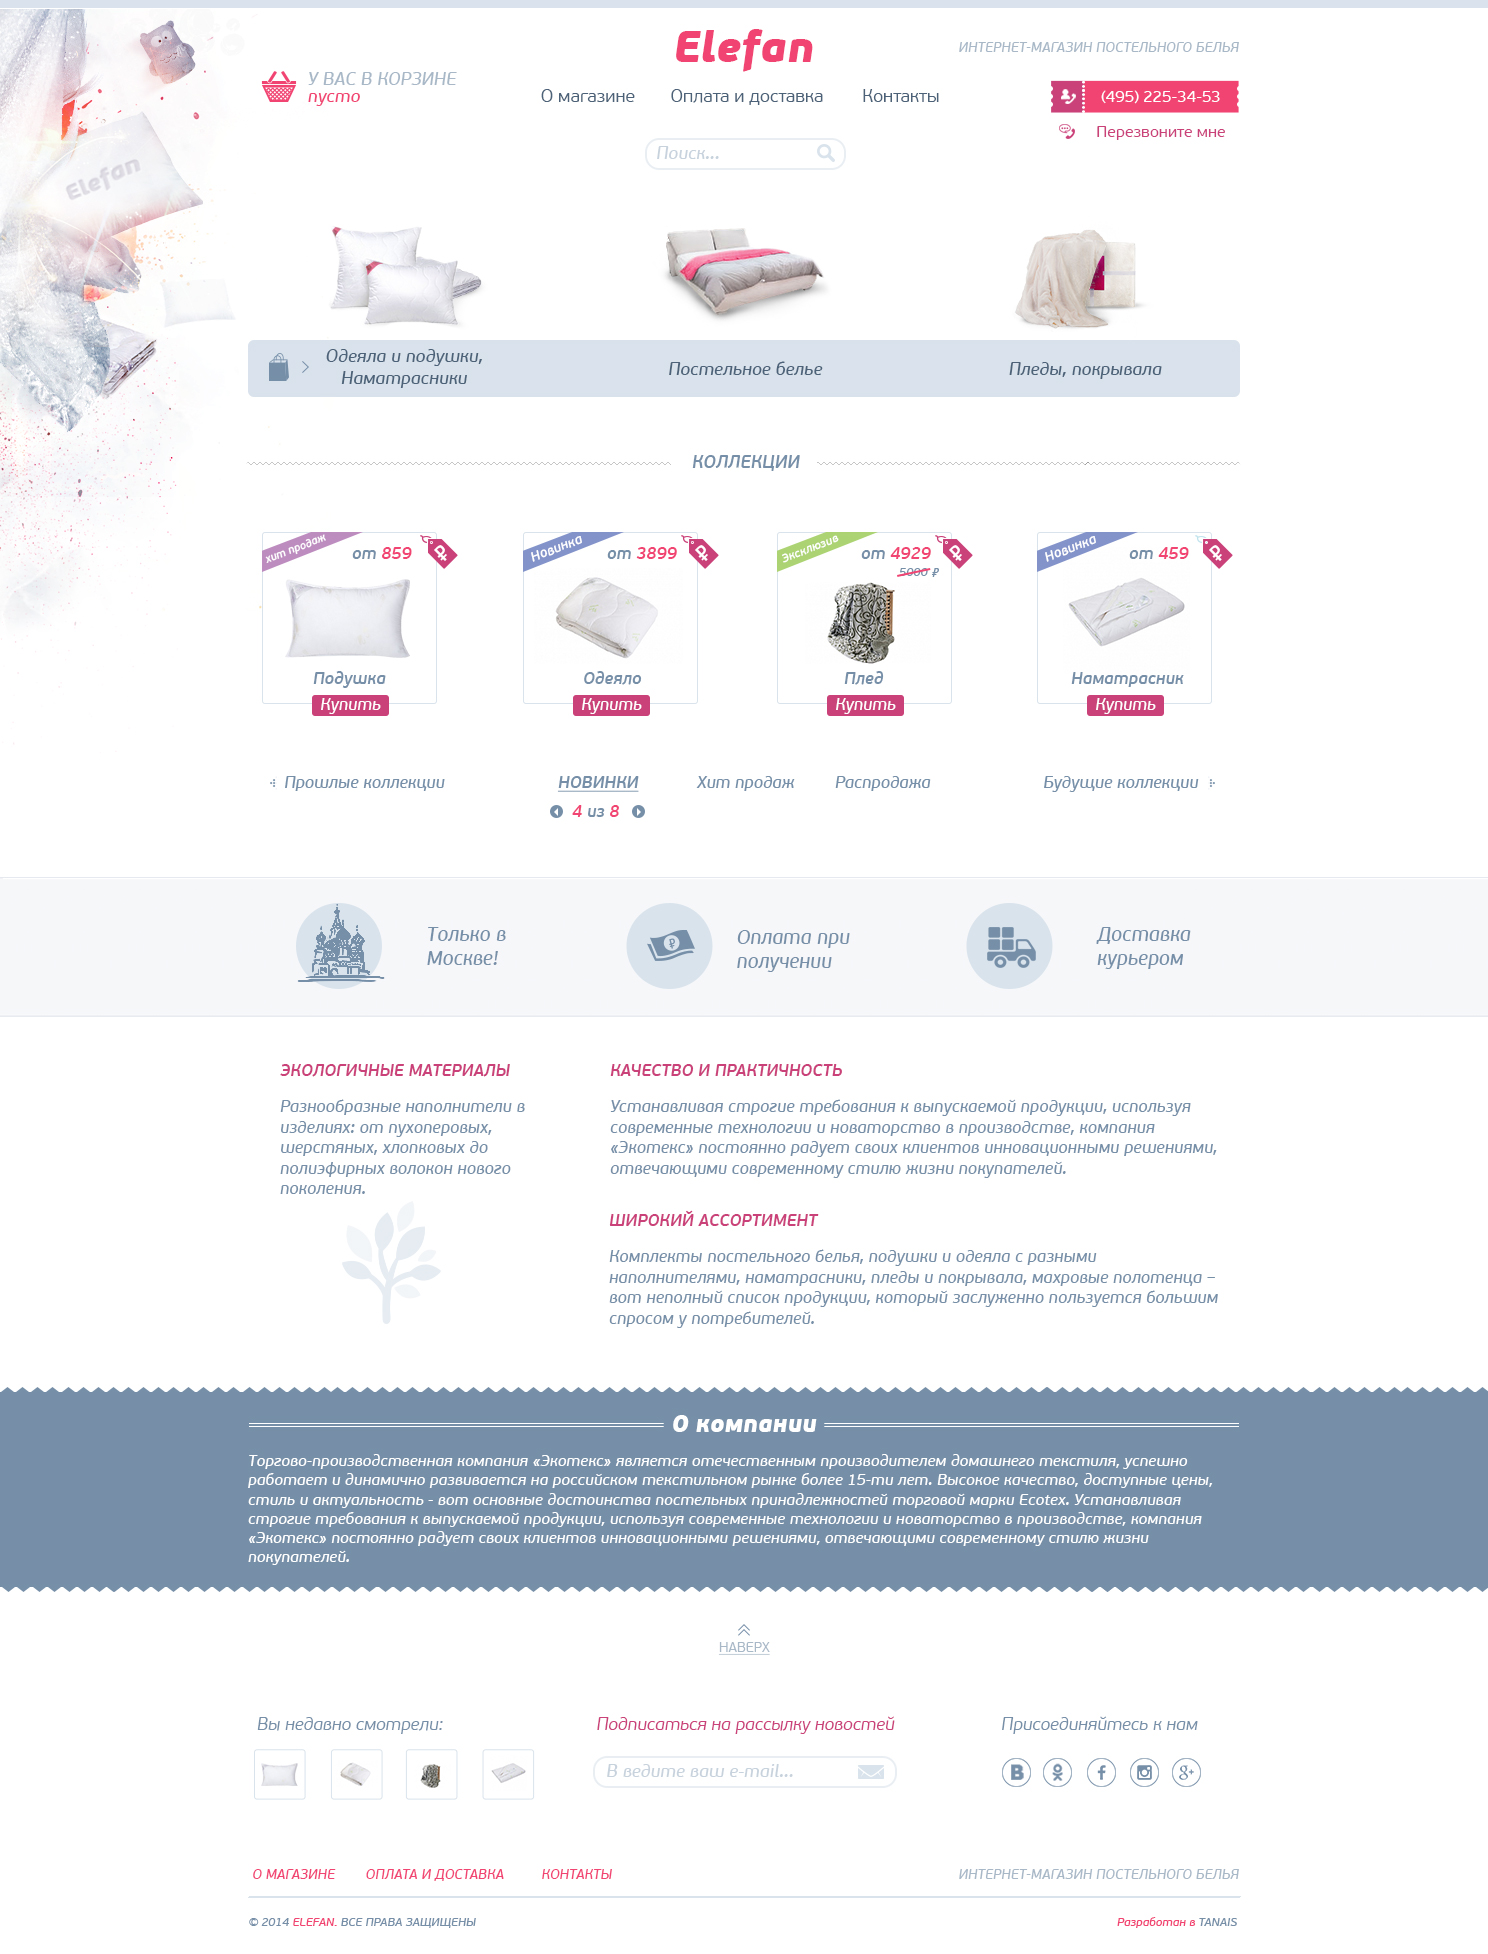 Elefan
ИНТЕРНЕТ-МАГАЗИН ПОСТЕЛЬНОГО БЕЛЬЯ
У ВАС В КОРЗИНЕ
пусто
О магазине Оплата и доставка Контакты
(495) 225-34-53
Перезвоните мне
Поиск...
Elefan
Одеяла и подушки,
Наматрасники
Постельное белье
Пледы, покрывала
КОЛЛЕКЦИИ
хит продаж
от 859
Подушка
Купить
Новинка
от 3899
Одеяло
Купить
Эксклюзив
от 4929
5000 ₽
Плед
Купить
Новинка
от 459
Наматрасник
Купить
Прошлые коллекции
НОВИНКИ
Хит продаж
Распродажа
Будущие коллекции
4 из 8
Только в
Москве!
Оплата при
получении
Доставка
курьером
ЭКОЛОГИЧНЫЕ МАТЕРИАЛЫ
Разнообразные наполнители в
изделиях: от пухоперовых,
шерстяных, хлопковых до
полиэфирных волокон нового
поколения.
КАЧЕСТВО И ПРАКТИЧНОСТЬ
Устанавливая строгие требования к выпускаемой продукции, используя
современные технологии и новаторство в производстве, компания
«Экотекс» постоянно радует своих клиентов инновационными решениями,
отвечающими современному стилю жизни покупателей.
ШИРОКИЙ АССОРТИМЕНТ
Комплекты постельного белья, подушки и одеяла с разными
наполнителями, наматрасники, пледы и покрывала, махровые полотенца –
вот неполный список продукции, который заслуженно пользуется большим
спросом у потребителей.
О компании
Торгово-производственная компания «Экотекс» является отечественным производителем домашнего текстиля, успешно
работает и динамично развивается на российском текстильном рынке более 15-ти лет. Высокое качество, доступные цены,
стиль и актуальность - вот основные достоинства постельных принадлежностей торговой марки Ecotex. Устанавливая
строгие требования к выпускаемой продукции, используя современные технологии и новаторство в производстве, компания
«Экотекс» постоянно радует своих клиентов инновационными решениями, отвечающими современному стилю жизни
покупателей.
НАВЕРХ
Вы недавно смотрели:
Подписаться на рассылку новостей
В ведите ваш e-mail...
Присоединяйтесь к нам
О МАГАЗИНЕ ОПЛАТА И ДОСТАВКА КОНТАКТЫ
ИНТЕРНЕТ-МАГАЗИН ПОСТЕЛЬНОГО БЕЛЬЯ
© 2014 ELEFAN. ВСЕ ПРАВА ЗАЩИЩЕНЫ
Разработан в TANAIS